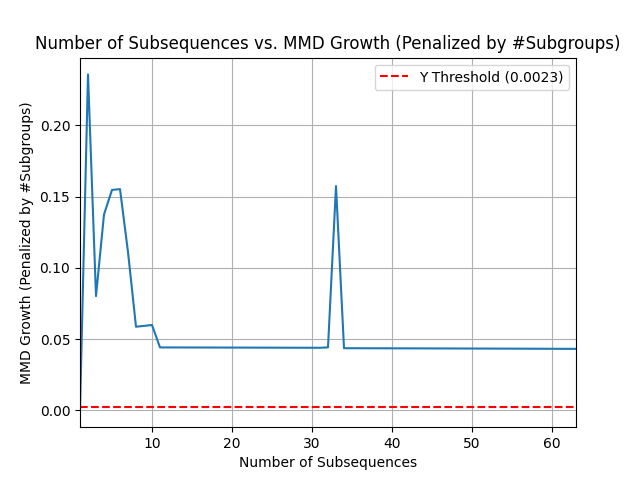 Number of Subsequences vs. MMD Growth (Penalized by #Subgroups)
Y Threshold (0.0023)
MMD Growth (Penalized by #Subgroups)
0.20
0.15
0.10
0.05
0.00
10 20 30 40 50 60
Number of Subsequences